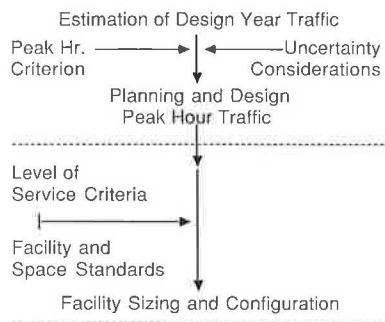 Estimation of Design Year Traffic
Peak Hr.
Criterion
Uncertainty
Considerations
Planning and Design
Peak Hour Traffic
Level of
Service Criteria
Facility and
Space Standards
Facility Sizing and Configuration